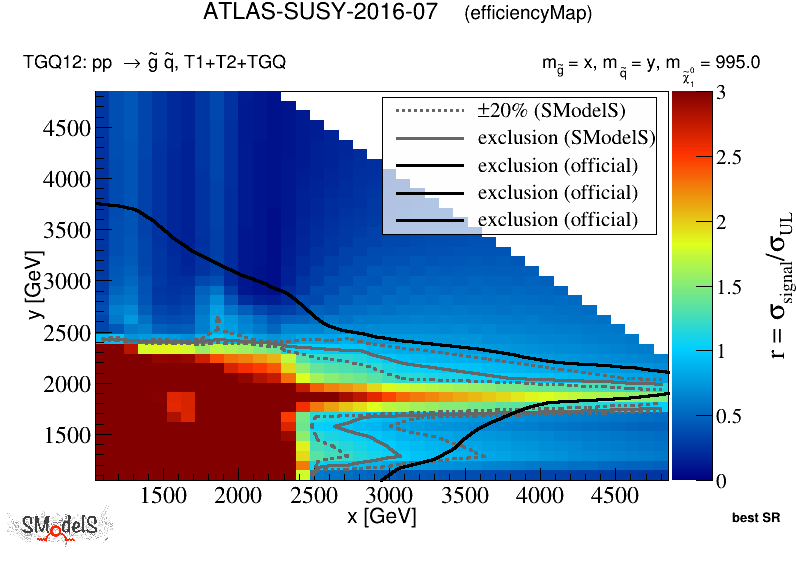 ATLAS-SUSY-2016-07 (efficiencyMap)
TGQ12: pp → g̃ q̃, T1+T2+TGQ
m_g̃ = x, m_q̃ = y, m_χ̃₁⁰ = 995.0
±20% (SModelS)
exclusion (SModelS)
exclusion (official)
exclusion (official)
exclusion (official)
4500
4000
3500
3000
2500
2000
1500
y [GeV]
1500 2000 2500 3000 3500 4000 4500
x [GeV]
3
2.5
2
1.5
1
0.5
0
r = σ_signal/σ_UL
SModelS
best SR